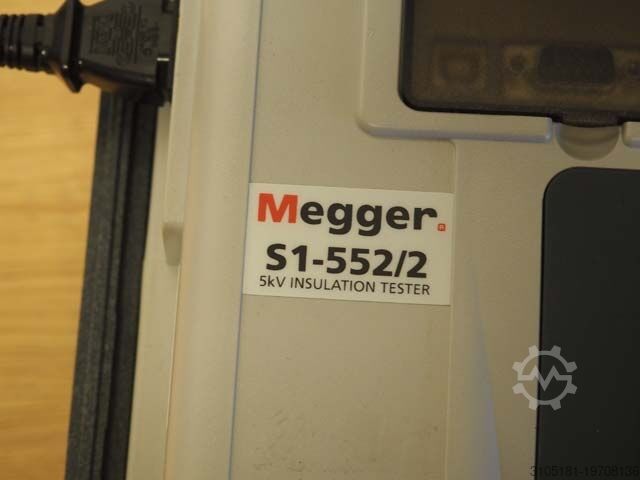 Megger.
S1-552/2
5kV INSULATION TESTER
3105181-19708136